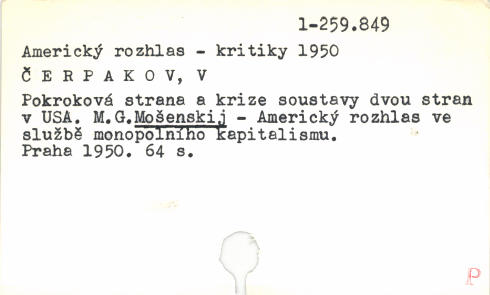 1-259.849
Americký rozhlas - kritiky 1950
Č E R P A K O V, V
Pokroková strana a krize soustavy dvou stran
v USA. M.G.Mošenskij - Americký rozhlas ve
službě monopolního kapitalismu.
Praha 1950. 64 s.
P